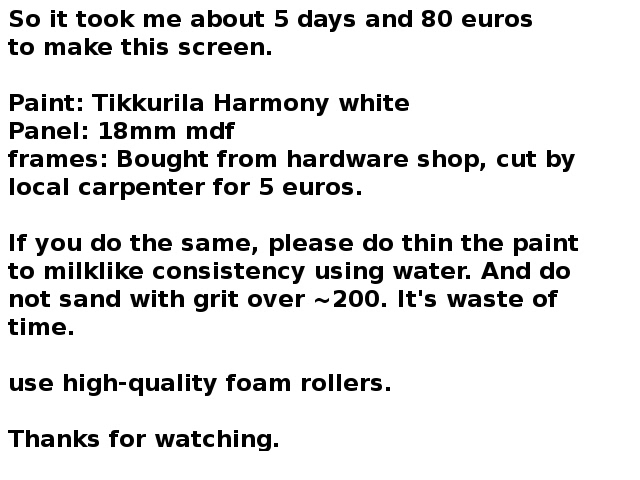 So it took me about 5 days and 80 euros
to make this screen.
Paint: Tikkurila Harmony white
Panel: 18mm mdf
frames: Bought from hardware shop, cut by
local carpenter for 5 euros.
If you do the same, please do thin the paint
to milklike consistency using water. And do
not sand with grit over ~200. It's waste of
time.
use high-quality foam rollers.
Thanks for watching.